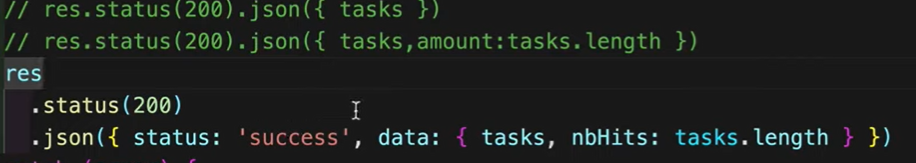 // res.status(200).json({ tasks })
// res.status(200).json({ tasks,amount:tasks.length })
res
.status(200)
.json({ status: 'success', data: { tasks, nbHits: tasks.length } })